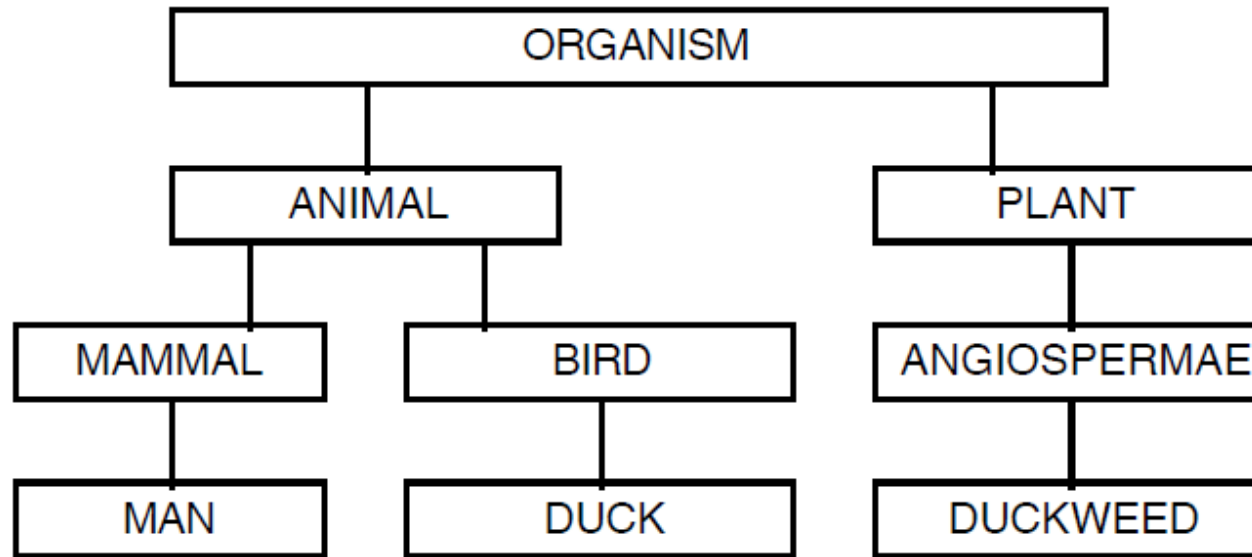 ORGANISM
ANIMAL PLANT
MAMMAL BIRD ANGIOSPERMAE
MAN DUCK DUCKWEED